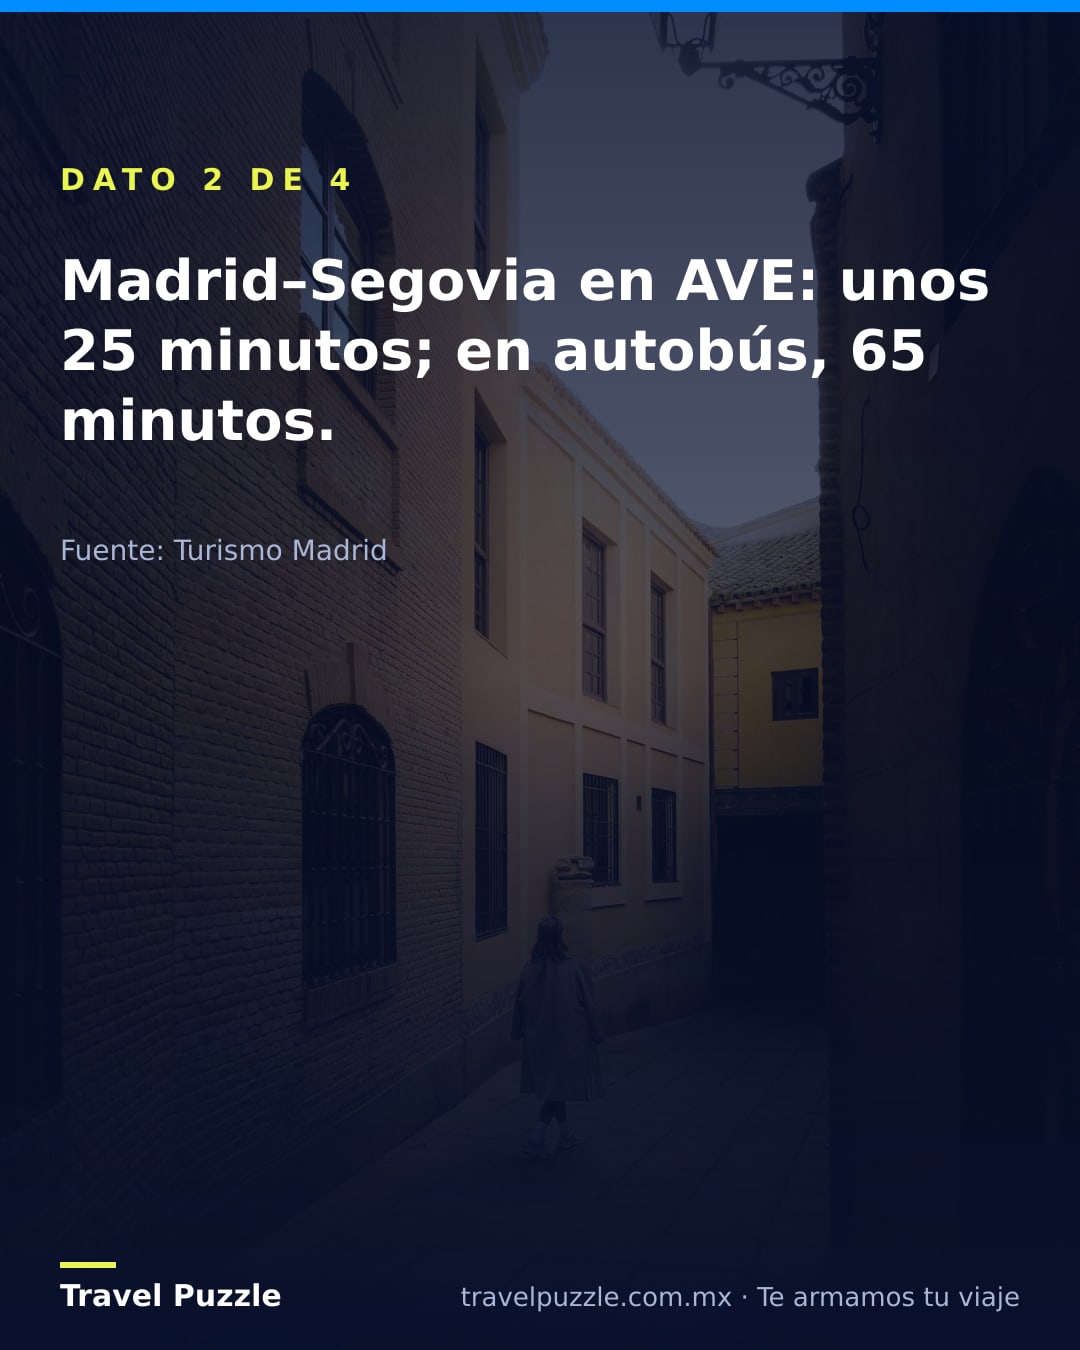 DATO 2 DE 4
Madrid–Segovia en AVE: unos
25 minutos; en autobús, 65
minutos.
Fuente: Turismo Madrid
Travel Puzzle
travelpuzzle.com.mx · Te armamos tu viaje